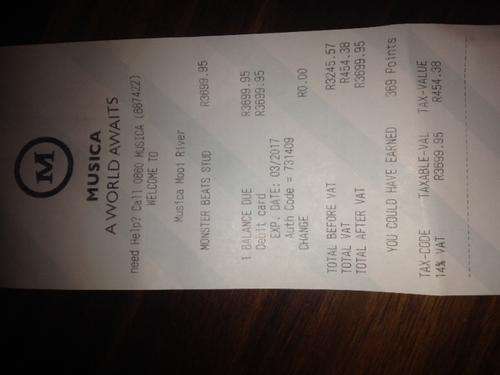 M
MUSICA
A WORLD AWAITS
need Help? Call 0860 MUSICA (687422)
WELCOME TO
Musica Mooi River
MONSTER BEATS STUD R3699.95
1 BALANCE DUE R3699.95
Debit card R3699.95
EXP. DATE: 03/2017
Auth Code = 731409
CHANGE R0.00
TOTAL BEFORE VAT R3245.57
TOTAL VAT R454.38
TOTAL AFTER VAT R3699.95
YOU COULD HAVE EARNED 369 Points
TAX-CODE TAXABLE-VAL TAX-VALUE
14% VAT R3699.95 R454.38